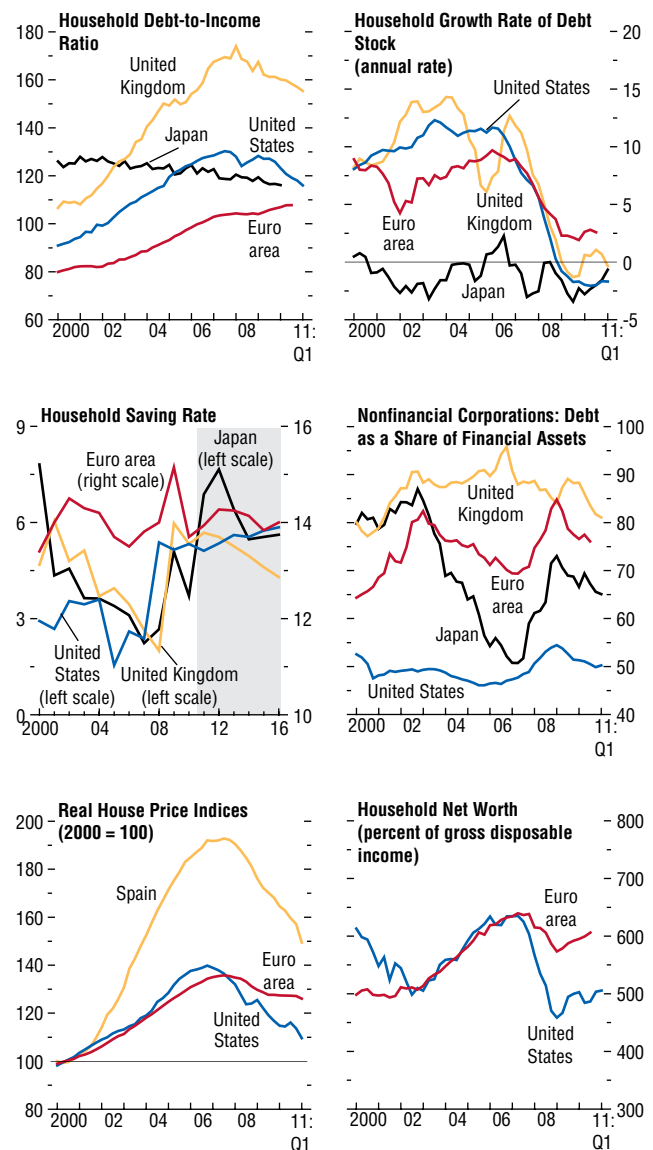 Household Debt-to-Income
Ratio
180
160
140
120
100
80
60
United
Kingdom
Japan
United
States
Euro
area
2000 02 04 06 08 11:
Q1
Household Growth Rate of Debt
Stock
(annual rate)
20
15
10
5
0
-5
United States
Euro
area
United
Kingdom
Japan
2000 02 04 06 08 11:
Q1
Household Saving Rate
9
6
3
0
16
14
12
10
Euro area
(right scale)
Japan
(left scale)
United
States
(left scale)
United Kingdom
(left scale)
2000 04 08 12 16
Nonfinancial Corporations: Debt
as a Share of Financial Assets
100
90
80
70
60
50
40
United
Kingdom
Euro
area
Japan
United States
2000 02 04 06 08 11:
Q1
Real House Price Indices
(2000 = 100)
200
180
160
140
120
100
80
Spain
Euro
area
United
States
2000 02 04 06 08 11:
Q1
Household Net Worth
(percent of gross disposable
income)
800
700
600
500
400
300
Euro
area
United
States
2000 02 04 06 08 11:
Q1